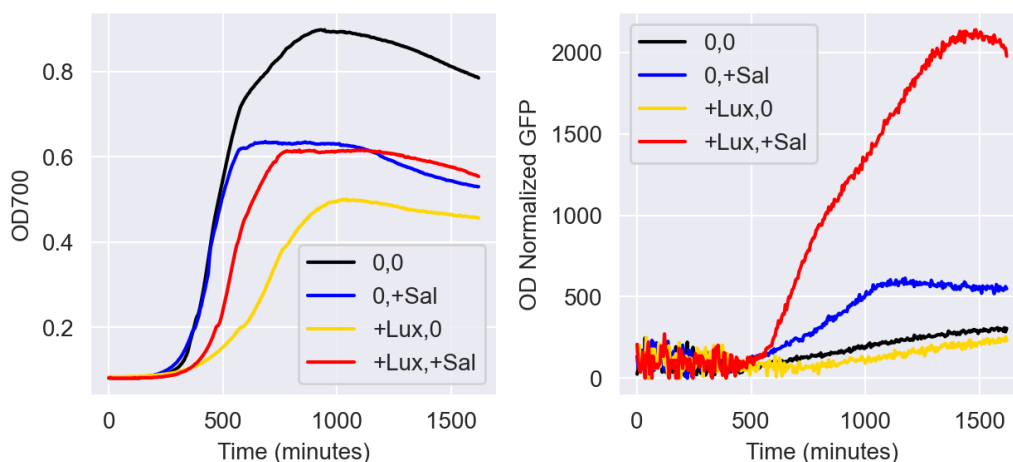 OD700
0.8
0.6
0.4
0.2
0
500
1000
1500
Time (minutes)
0,0
0,+Sal
+Lux,0
+Lux,+Sal
OD Normalized GFP
2000
1500
1000
500
0
0
500
1000
1500
Time (minutes)
0,0
0,+Sal
+Lux,0
+Lux,+Sal